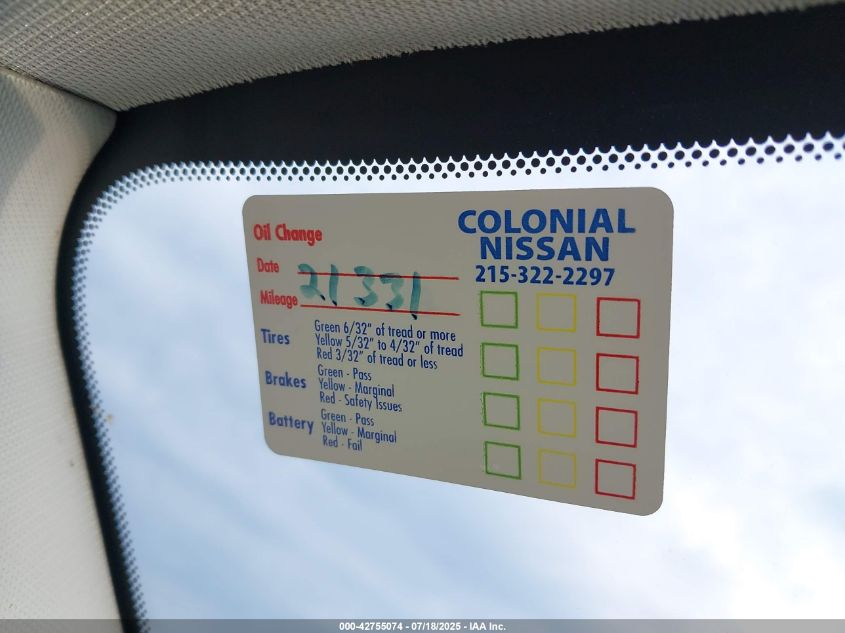 Oil Change
Date
Mileage 21331
COLONIAL
NISSAN
215-322-2297
Tires
Green 6/32" of tread or more
Yellow 5/32" to 4/32" of tread
Red 3/32" of tread or less
Brakes
Green - Pass
Yellow - Marginal
Red - Safety Issues
Battery
Green - Pass
Yellow - Marginal
Red - Fail
000-42755074 - 07/18/2025 - IAA Inc.